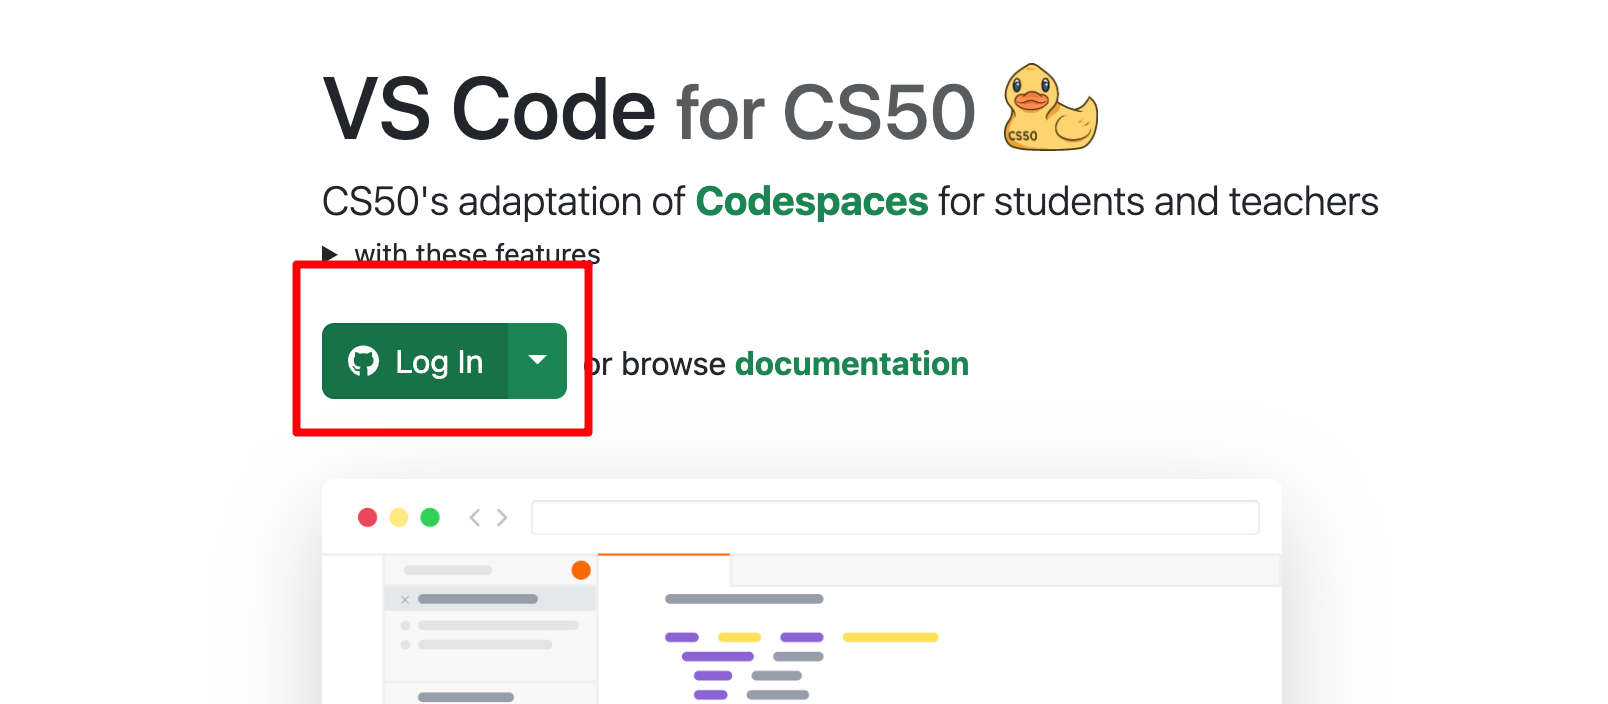 VS Code for CS50
CS50
CS50's adaptation of Codespaces for students and teachers
with these features
Log In
or browse documentation